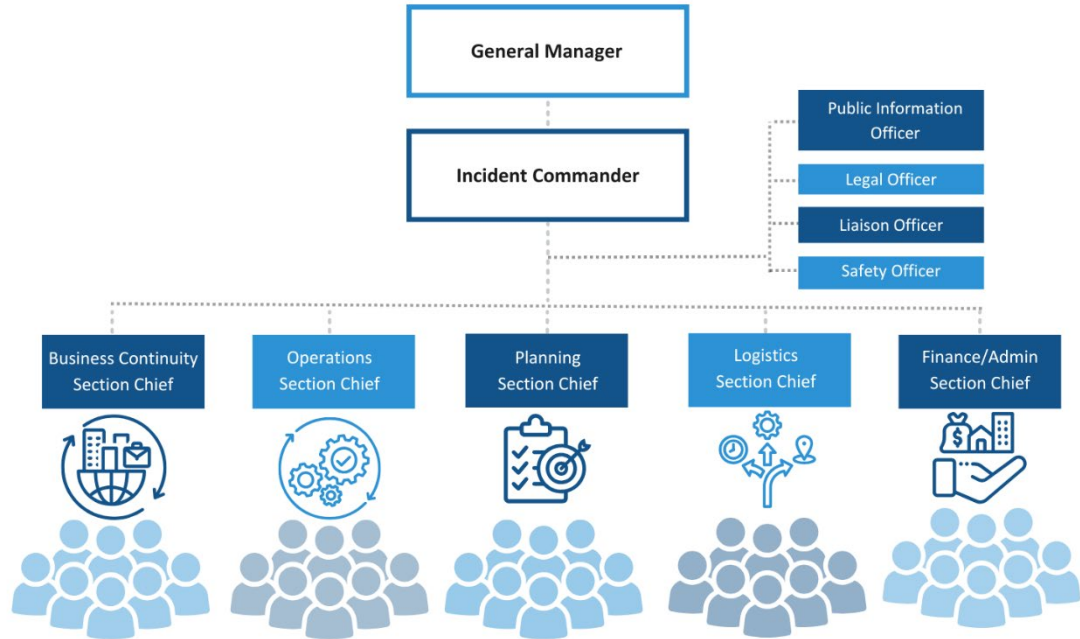 General Manager
Incident Commander
Public Information
Officer
Legal Officer
Liaison Officer
Safety Officer
Business Continuity
Section Chief
Operations
Section Chief
Planning
Section Chief
Logistics
Section Chief
Finance/Admin
Section Chief
$